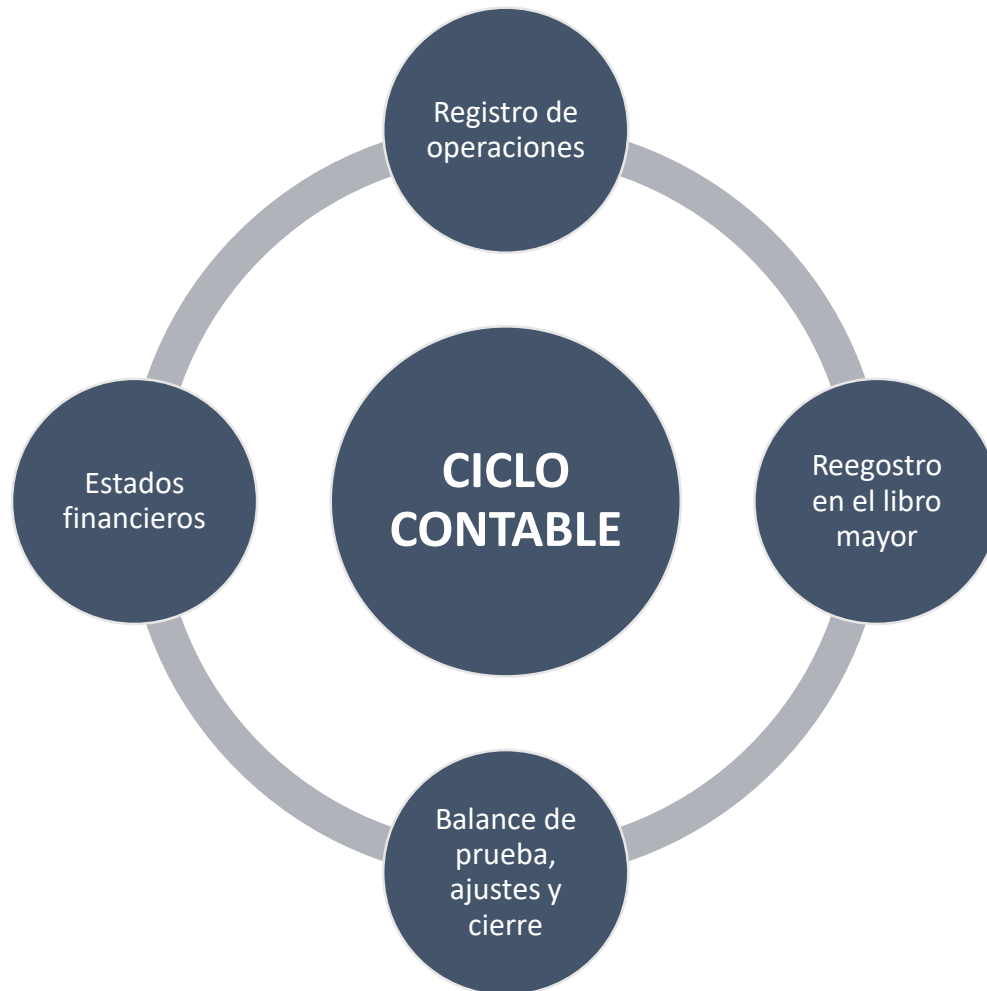 Registro de
operaciones
Estados
financieros
CICLO
CONTABLE
Reegostro
en el libro
mayor
Balance de
prueba,
ajustes y
cierre